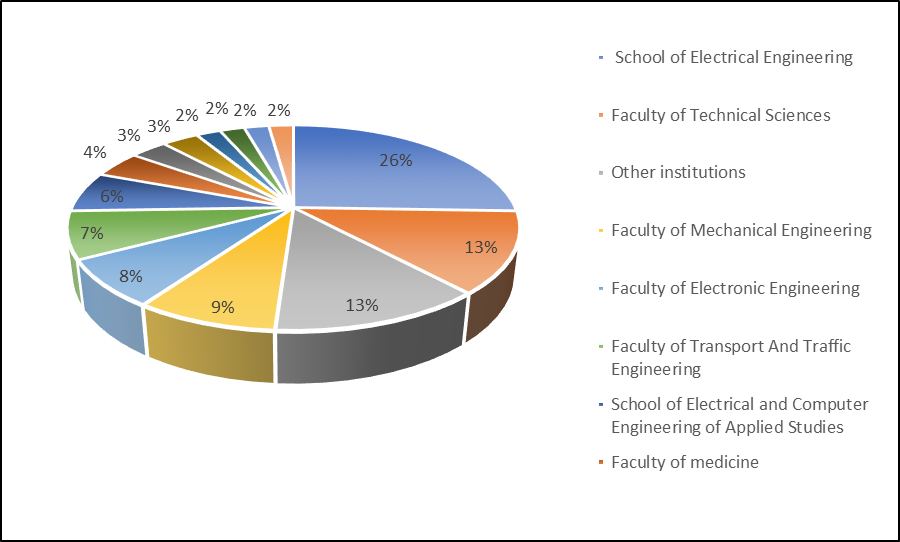 2%
2%
2%
2%
3%
3%
4%
26%
6%
7%
13%
8%
9%
13%
School of Electrical Engineering
Faculty of Technical Sciences
Other institutions
Faculty of Mechanical Engineering
Faculty of Electronic Engineering
Faculty of Transport And Traffic
Engineering
School of Electrical and Computer
Engineering of Applied Studies
Faculty of medicine